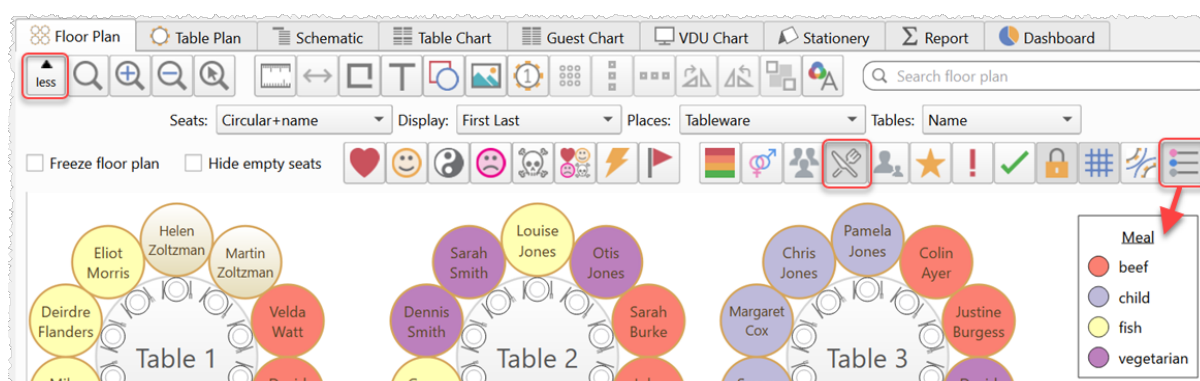 Floor Plan
Table Plan
Schematic
Table Chart
Guest Chart
VDU Chart
Stationery
Report
Dashboard
less
1
Search floor plan
Seats: Circular+name
Display: First Last
Places: Tableware
Tables: Name
Freeze floor plan
Hide empty seats
Helen
Zoltzman
Eliot
Morris
Martin
Zoltzman
Deirdre
Flanders
Velda
Watt
Table 1
Louise
Jones
Sarah
Smith
Otis
Jones
Dennis
Smith
Sarah
Burke
Table 2
Pamela
Jones
Chris
Jones
Colin
Ayer
Margaret
Cox
Justine
Burgess
Table 3
Meal
beef
child
fish
vegetarian